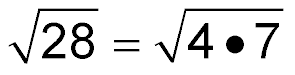 √28 = √4•7